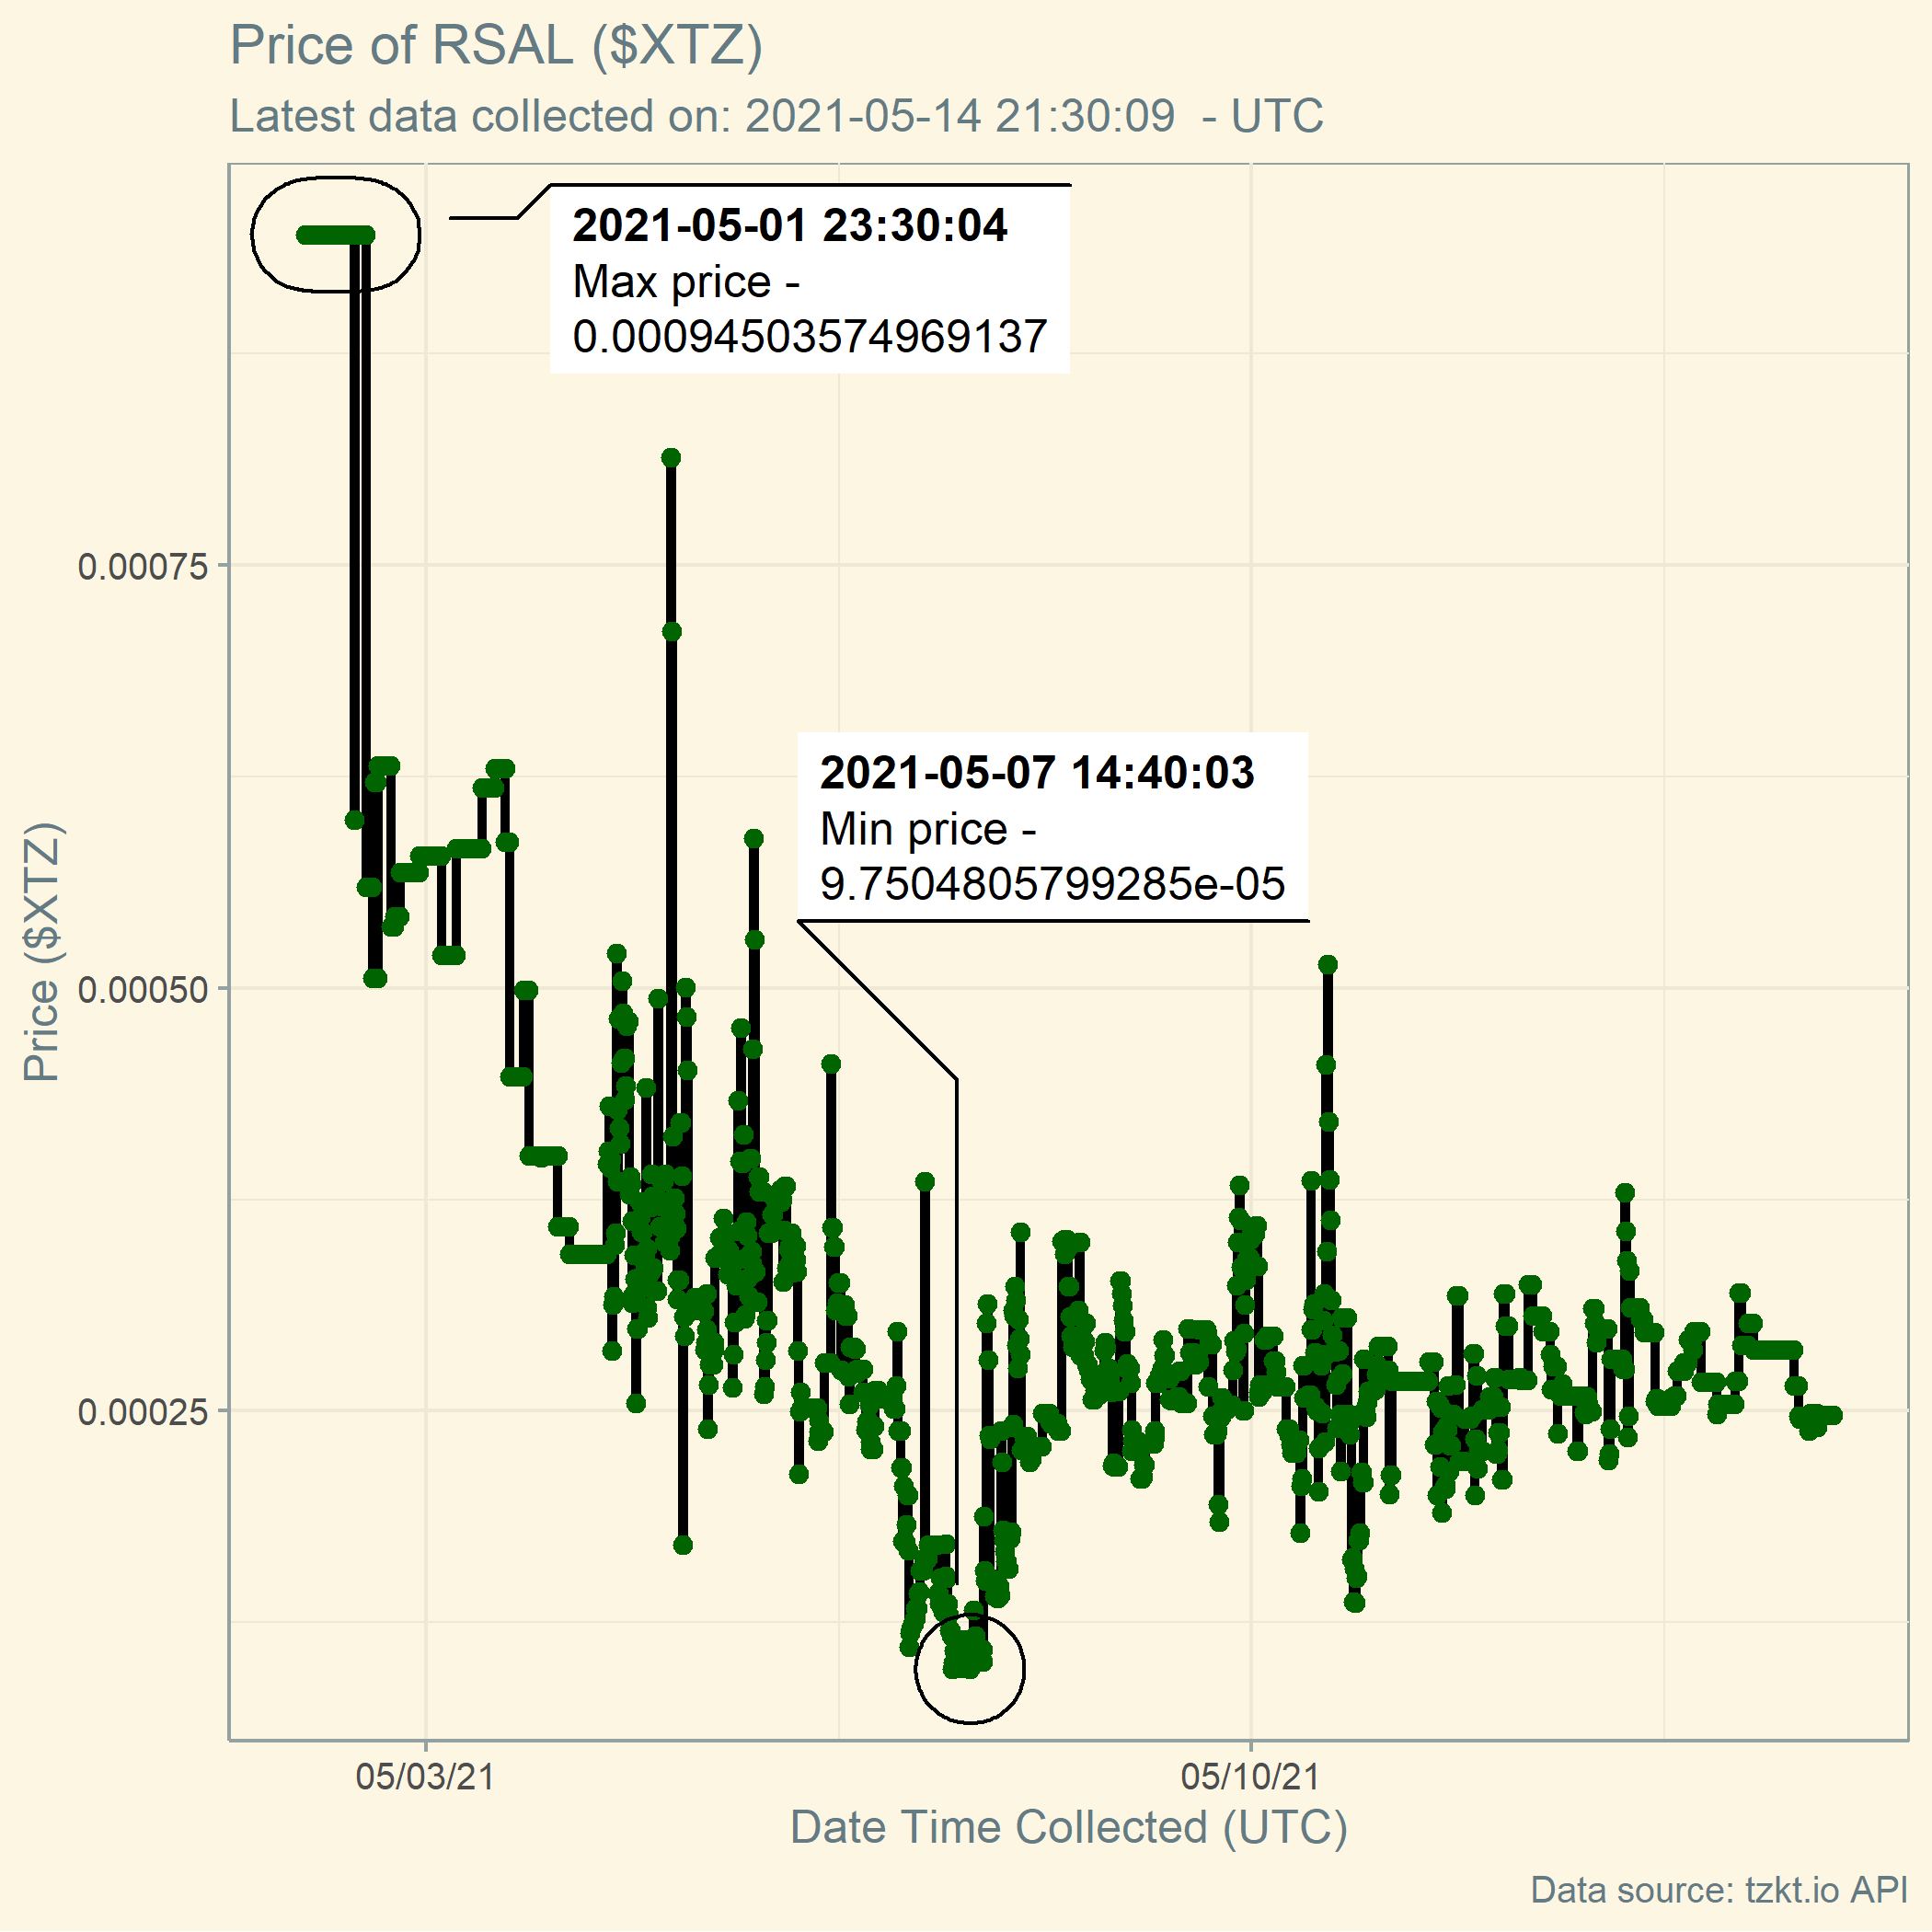 Price of RSAL ($XTZ)
Latest data collected on: 2021-05-14 21:30:09  - UTC
2021-05-01 23:30:04
Max price -
0.000945035749​69137
2021-05-07 14:40:03
Min price -
9.7504805799285e-05
0.00075
0.00050
0.00025
Price ($XTZ)
05/03/21
05/10/21
Date Time Collected (UTC)
Data source: tzkt.io API